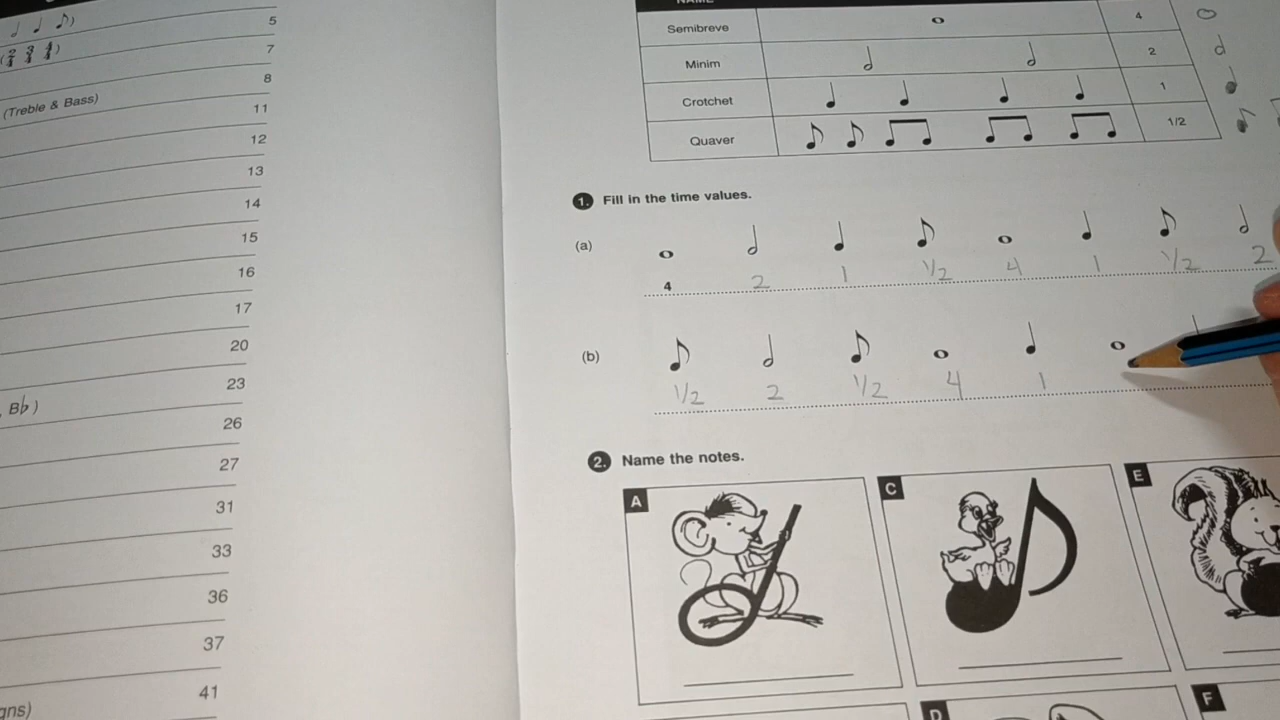 5
7
(Treble & Bass) 8
11
12
13
14
15
16
17
20
B♭) 23
26
27
31
33
36
37
41
NAME
Semibreve 4
Minim 2
Crotchet 1
Quaver 1/2
1. Fill in the time values.
(a)
4 2 1 1/2 4 1 1/2 2
(b)
1/2 2 1/2 4 1
2. Name the notes.
A C E
D F